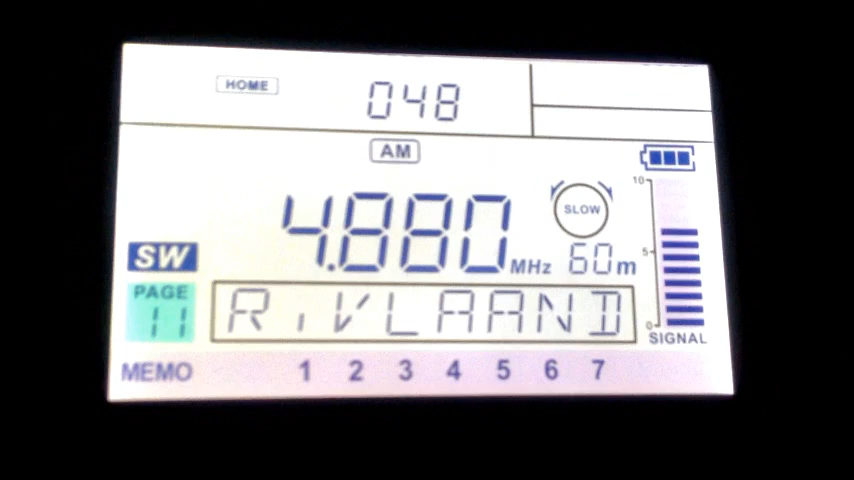 HOME 048
AM
10
SLOW
4.880 MHz 60m
5
SW
PAGE
11
RiVLAAND
0
SIGNAL
MEMO 1 2 3 4 5 6 7